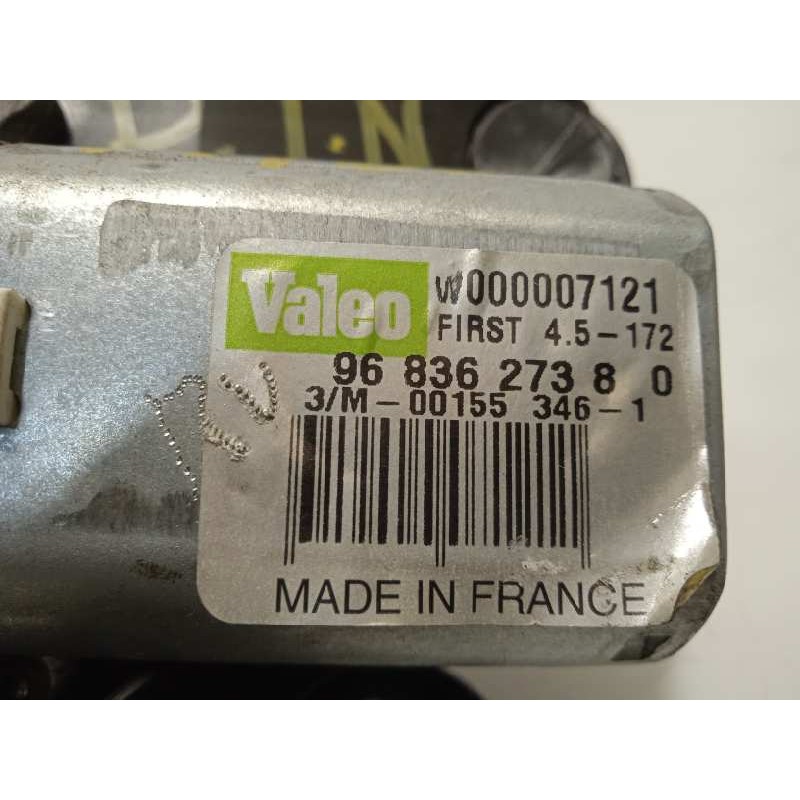 Valeo W000007121
FIRST 4.5-172
96 836 273 8 0
3/M-00155 346-1
MADE IN FRANCE